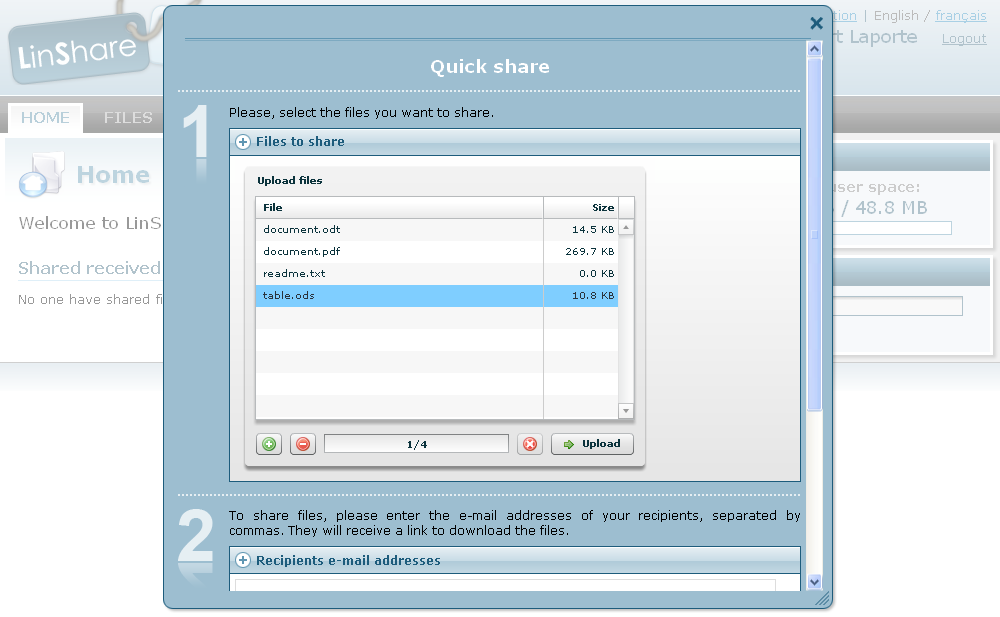 LinShare
English / français
Laporte
Logout
HOME
FILES
Home
Welcome to LinS
Shared received
No one have shared
user space:
/ 48.8 MB
Quick share
1
Please, select the files you want to share.
Files to share
Upload files
File Size
document.odt 14.5 KB
document.pdf 269.7 KB
readme.txt 0.0 KB
table.ods 10.8 KB
1/4
Upload
2
To share files, please enter the e-mail addresses of your recipients, separated by
commas. They will receive a link to download the files.
Recipients e-mail addresses